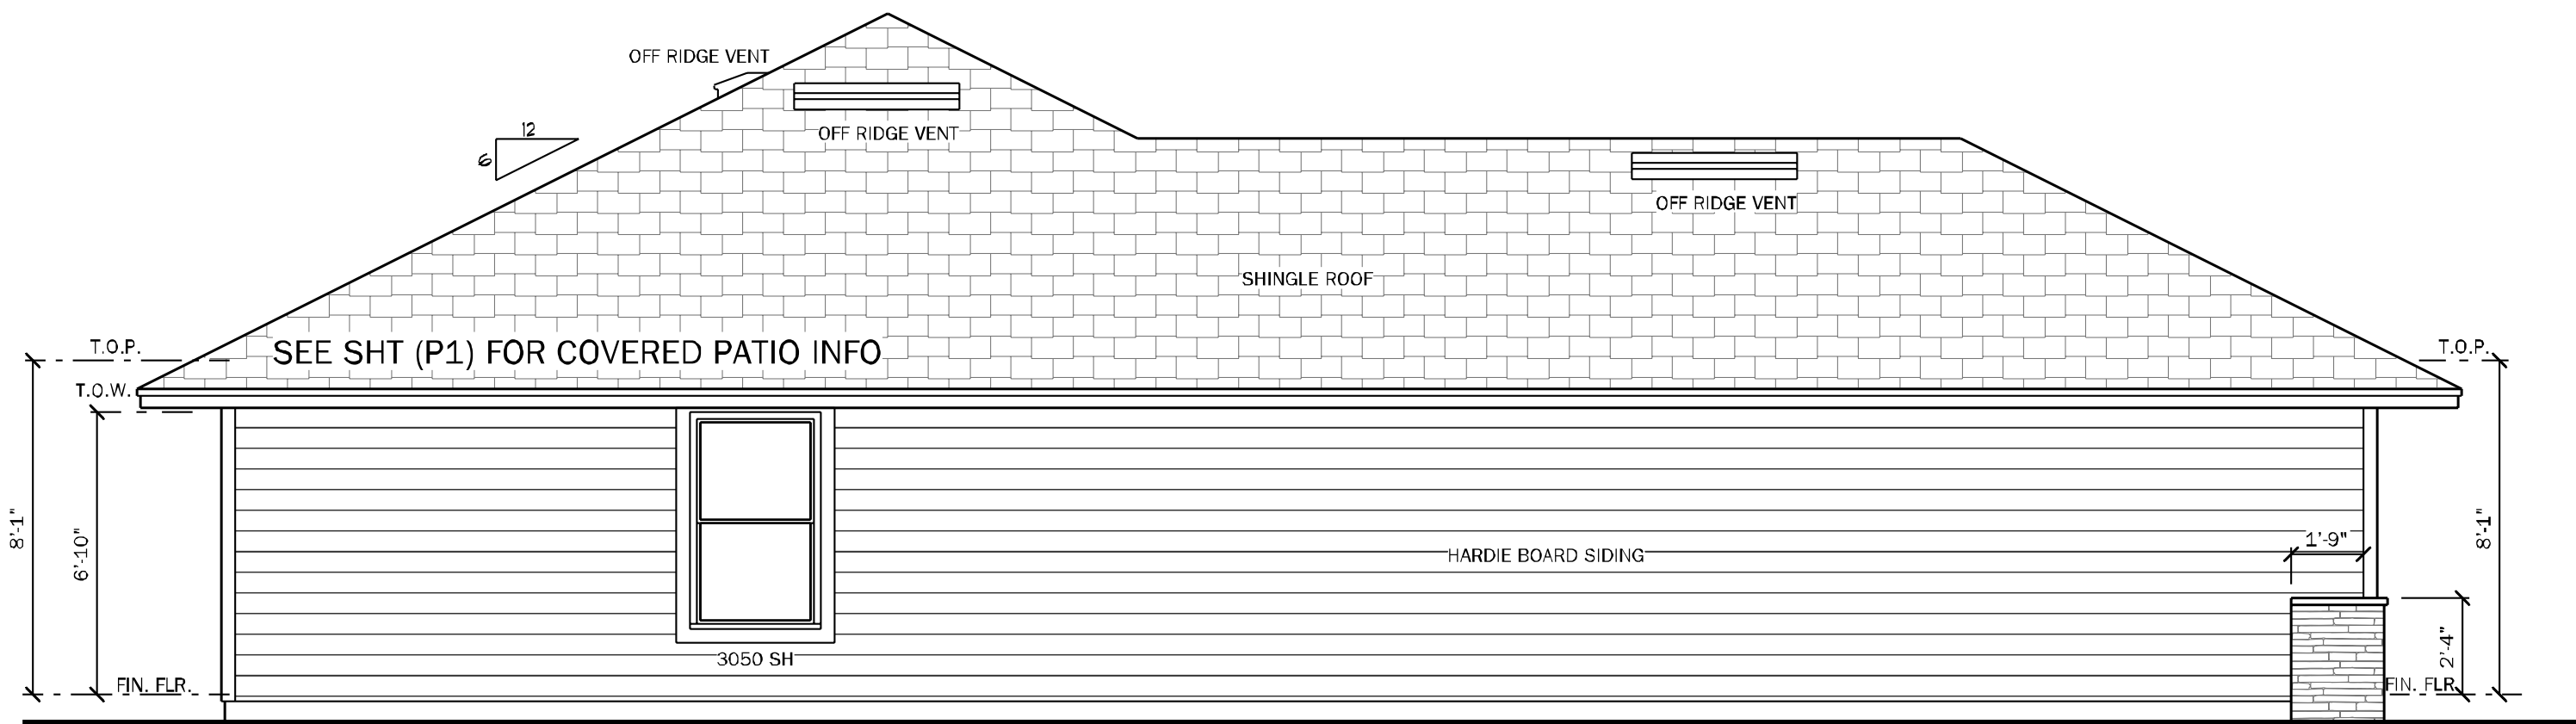 OFF RIDGE VENT
12
6
OFF RIDGE VENT
OFF RIDGE VENT
SHINGLE ROOF
T.O.P.
SEE SHT (P1) FOR COVERED PATIO INFO
T.O.P.
T.O.W.
8'-1"
6'-10"
HARDIE BOARD SIDING
1'-9"
8'-1"
2'-4"
3050 SH
FIN. FLR.
FIN. FLR.